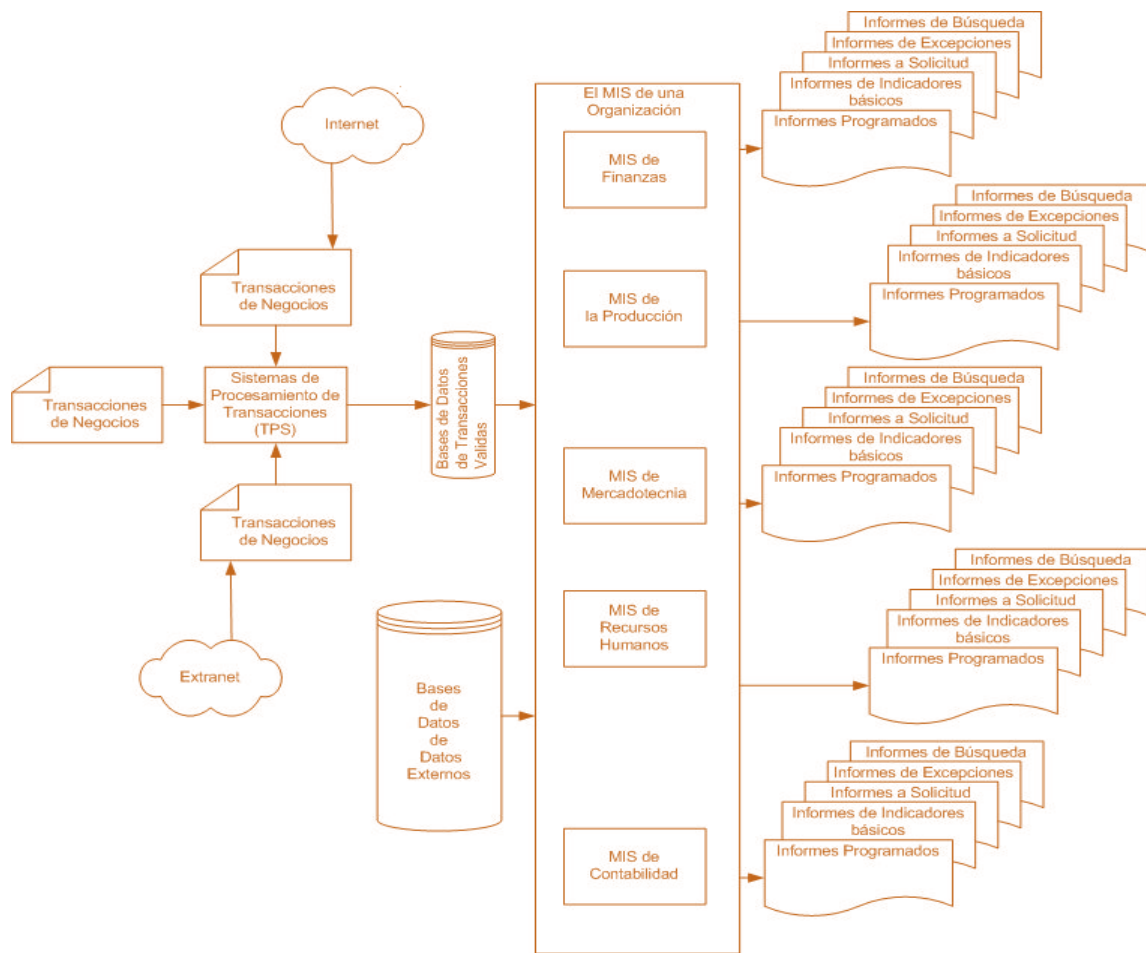 Internet
Transacciones
de Negocios
Transacciones
de Negocios
Sistemas de
Procesamiento de
Transacciones
(TPS)
Transacciones
de Negocios
Extranet
Bases de Datos
de Transacciones
Validas
Bases
de
Datos
de
Datos
Externos
El MIS de una
Organización
MIS de
Finanzas
MIS de
la Producción
MIS de
Mercadotecnia
MIS de
Recursos
Humanos
MIS de
Contabilidad
Informes de Búsqueda
Informes de Excepciones
Informes a Solicitud
Informes de Indicadores
básicos
Informes Programados
Informes de Búsqueda
Informes de Excepciones
Informes a Solicitud
Informes de Indicadores
básicos
Informes Programados
Informes de Búsqueda
Informes de Excepciones
Informes a Solicitud
Informes de Indicadores
básicos
Informes Programados
Informes de Búsqueda
Informes de Excepciones
Informes a Solicitud
Informes de Indicadores
básicos
Informes Programados
Informes de Búsqueda
Informes de Excepciones
Informes a Solicitud
Informes de Indicadores
básicos
Informes Programados